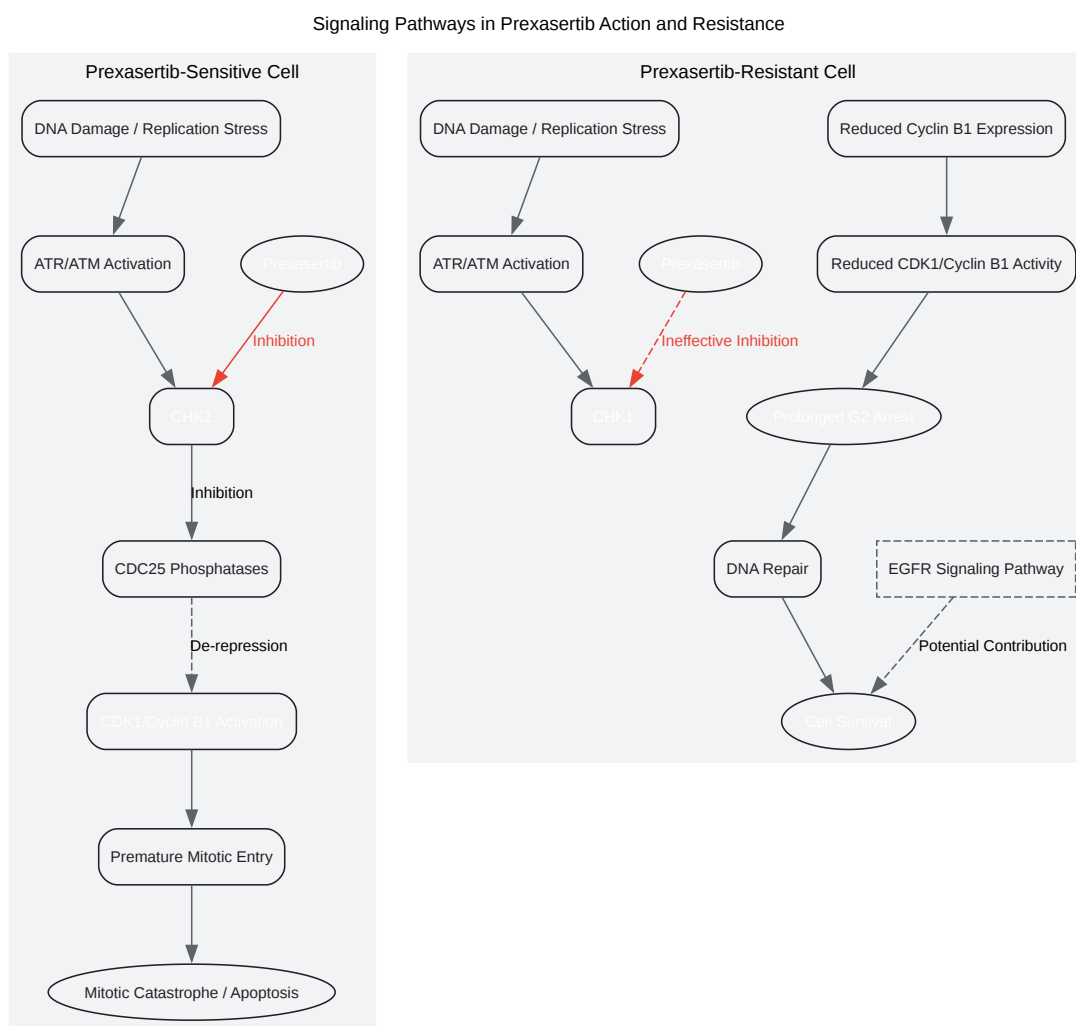 Signaling Pathways in Prexasertib Action and Resistance
Prexasertib-Sensitive Cell
DNA Damage / Replication Stress
ATR/ATM Activation
Prexasertib
Inhibition
CHK1
Inhibition
CDC25 Phosphatases
De-repression
CDK1/Cyclin B1 Activation
Premature Mitotic Entry
Mitotic Catastrophe / Apoptosis
Prexasertib-Resistant Cell
DNA Damage / Replication Stress
Reduced Cyclin B1 Expression
ATR/ATM Activation
Prexasertib
Reduced CDK1/Cyclin B1 Activity
Ineffective Inhibition
CHK1
Prolonged G2 Arrest
DNA Repair
EGFR Signaling Pathway
Potential Contribution
Cell Survival